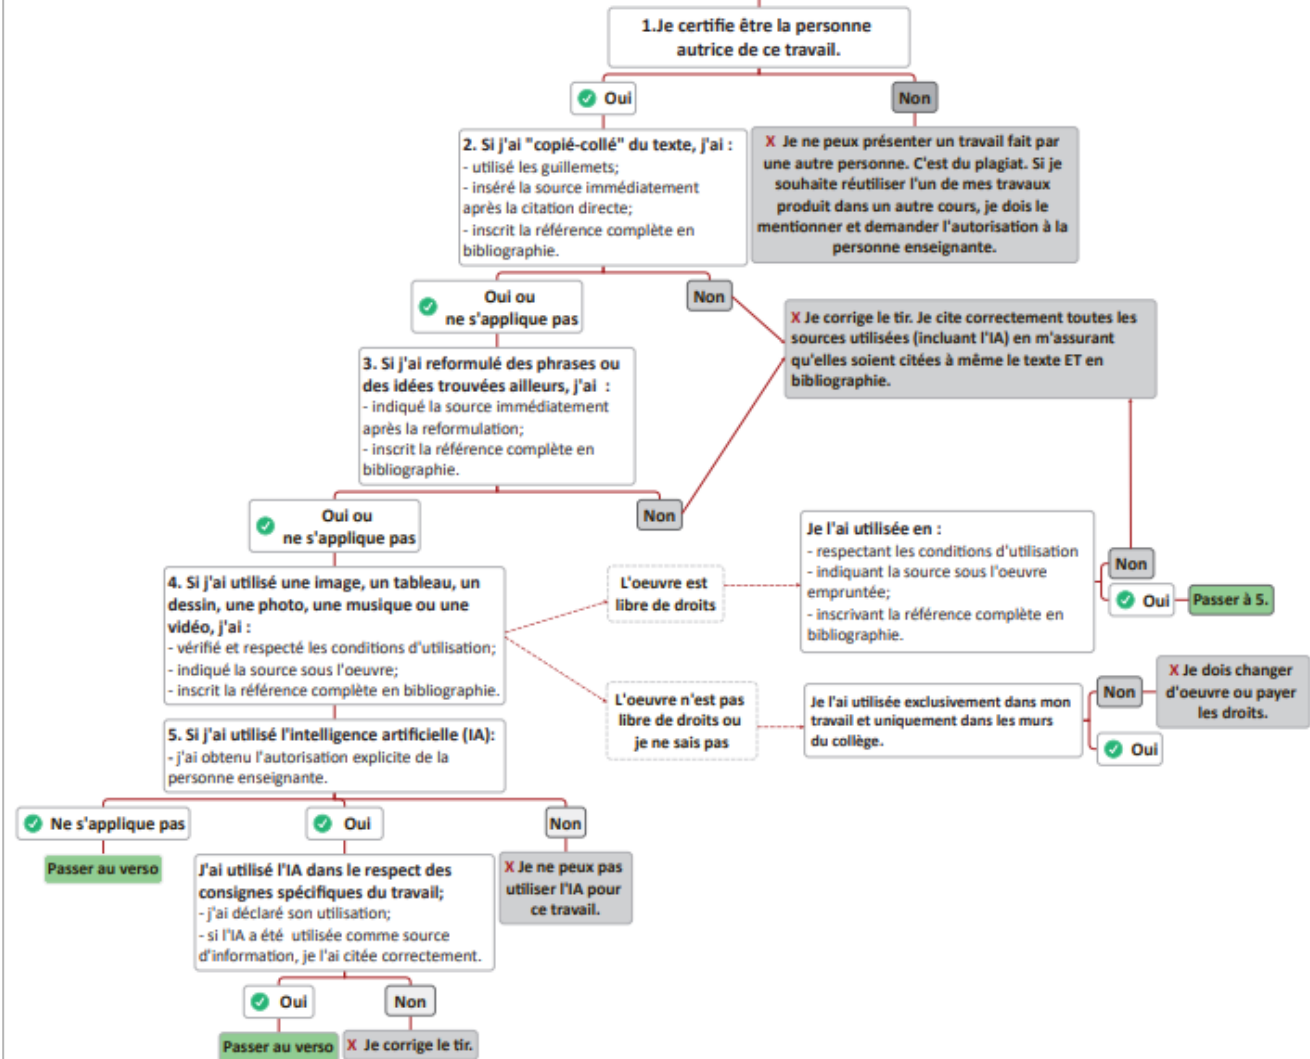 1.Je certifie être la personne
autrice de ce travail.
Oui
Non
2. Si j'ai "copié-collé" du texte, j'ai :
- utilisé les guillemets;
- inséré la source immédiatement
après la citation directe;
- inscrit la référence complète en
bibliographie.
X Je ne peux présenter un travail fait par
une autre personne. C'est du plagiat. Si je
souhaite réutiliser l'un de mes travaux
produit dans un autre cours, je dois le
mentionner et demander l'autorisation à la
personne enseignante.
Oui ou
ne s'applique pas
Non
X Je corrige le tir. Je cite correctement toutes les
sources utilisées (incluant l'IA) en m'assurant
qu'elles soient citées à même le texte ET en
bibliographie.
3. Si j'ai reformulé des phrases ou
des idées trouvées ailleurs, j'ai :
- indiqué la source immédiatement
après la reformulation;
- inscrit la référence complète en
bibliographie.
Oui ou
ne s'applique pas
Non
4. Si j'ai utilisé une image, un tableau, un
dessin, une photo, une musique ou une
vidéo, j'ai :
- vérifié et respecté les conditions d'utilisation;
- indiqué la source sous l'oeuvre;
- inscrit la référence complète en bibliographie.
L'oeuvre est
libre de droits
Je l'ai utilisée en :
- respectant les conditions d'utilisation
- indiquant la source sous l'oeuvre
empruntée;
- inscrivant la référence complète en
bibliographie.
Non
Oui
Passer à 5.
L'oeuvre n'est pas
libre de droits ou
je ne sais pas
Je l'ai utilisée exclusivement dans mon
travail et uniquement dans les murs
du collège.
Non
X Je dois changer
d'oeuvre ou payer
les droits.
Oui
5. Si j'ai utilisé l'intelligence artificielle (IA):
- j'ai obtenu l'autorisation explicite de la
personne enseignante.
Ne s'applique pas
Oui
Non
Passer au verso
J'ai utilisé l'IA dans le respect des
consignes spécifiques du travail;
- j'ai déclaré son utilisation;
- si l'IA a été utilisée comme source
d'information, je l'ai citée correctement.
X Je ne peux pas
utiliser l'IA pour
ce travail.
Oui
Non
Passer au verso
X Je corrige le tir.